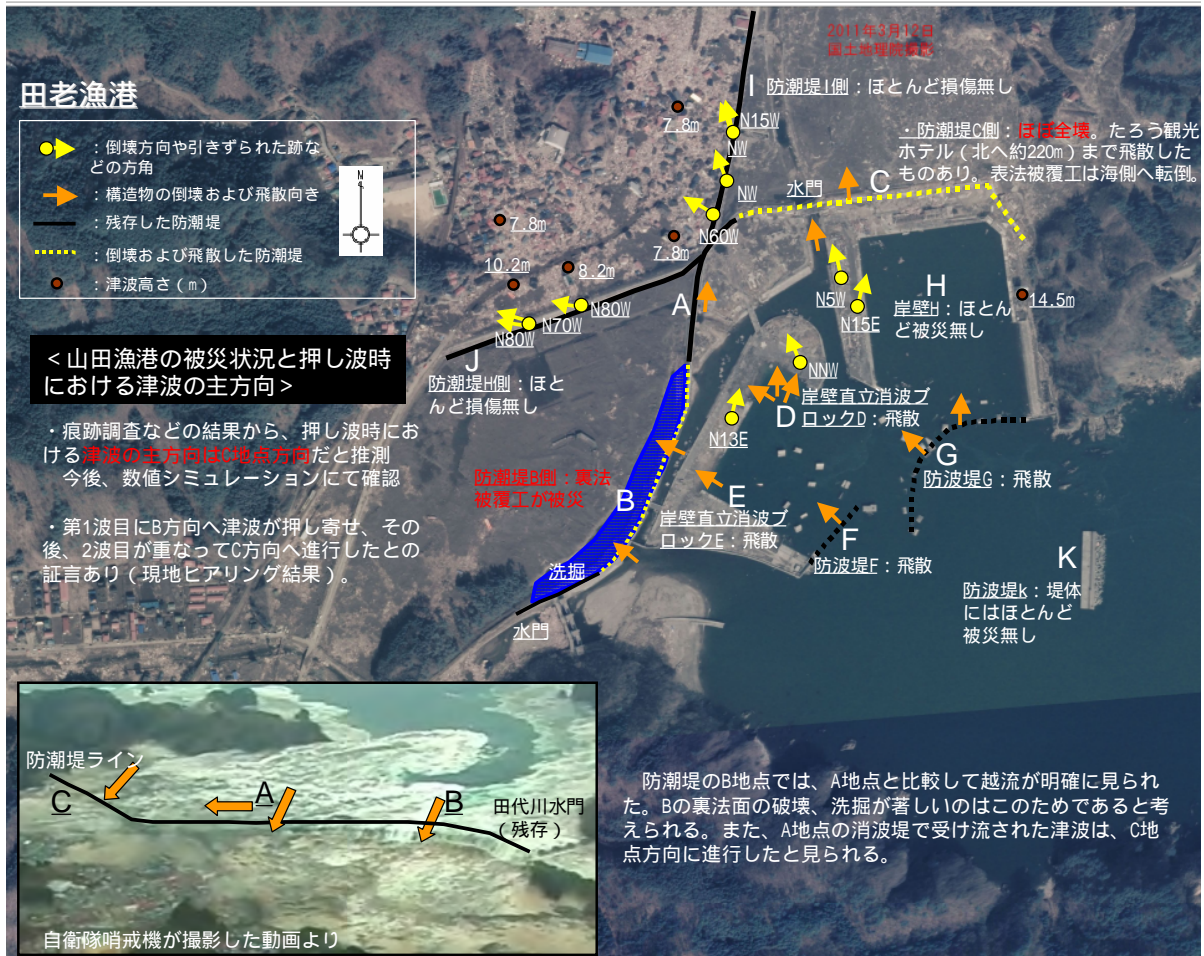 2011年3月12日
国土地理院撮影
田老漁港
：倒壊方向や引きずられた跡な
どの方角
：構造物の倒壊および飛散向き
：残存した防潮堤
：倒壊および飛散した防潮堤
：津波高さ（m）
N
I
防潮堤I側：ほとんど損傷無し
・防潮堤C側：ほぼ全壊。たろう観光
ホテル（北へ約220m）まで飛散した
ものあり。表法被覆工は海側へ転倒。
7.8m
N15W
NW
NW
N60W
水門
C
7.8m
7.8m
10.2m
8.2m
A
N80W
N70W
N80W
J
防潮堤H側：ほと
んど損傷無し
N5W
N15E
H
岸壁H：ほとん
ど被災無し
14.5m
＜山田漁港の被災状況と押し波時
における津波の主方向＞
・痕跡調査などの結果から、押し波時にお
ける津波の主方向はC地点方向だと推測
今後、数値シミュレーションにて確認
・第1波目にB方向へ津波が押し寄せ、その
後、2波目が重なってC方向へ進行したとの
証言あり（現地ヒアリング結果）。
NNW
D
岸壁直立消波ブ
ロックD：飛散
N13E
G
防波堤G：飛散
防潮堤B側：裏法
被覆工が被災
B
E
岸壁直立消波ブ
ロックE：飛散
F
防波堤F：飛散
K
防波堤k：堤体
にはほとんど
被災無し
洗掘
水門
防潮堤ライン
C
A
B
田代川水門
（残存）
自衛隊哨戒機が撮影した動画より
防潮堤のB地点では、A地点と比較して越流が明確に見られ
た。Bの裏法面の破壊、洗掘が著しいのはこのためであると考
えられる。また、A地点の消波堤で受け流された津波は、C地
点方向に進行したと見られる。